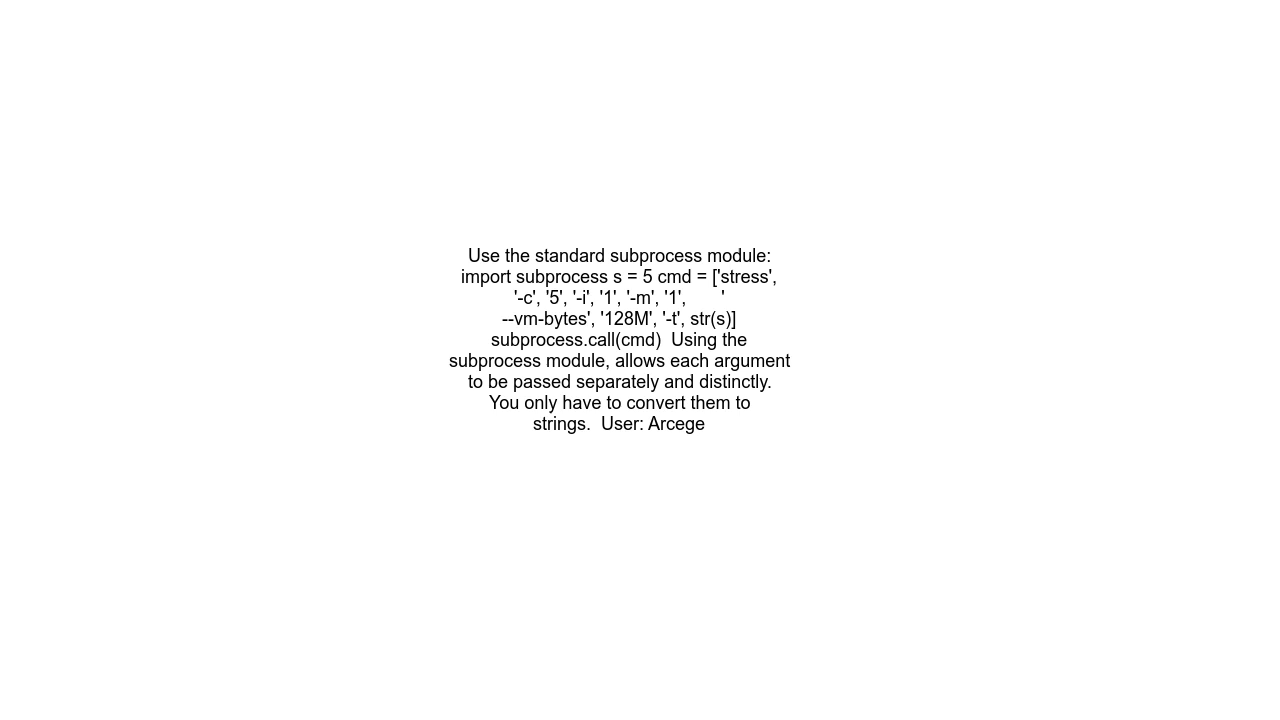 Use the standard subprocess module:
import subprocess s = 5 cmd = ['stress',
'-c', '5', '-i', '1', '-m', '1',       '
--vm-bytes', '128M', '-t', str(s)]
subprocess.call(cmd)  Using the
subprocess module, allows each argument
to be passed separately and distinctly.
You only have to convert them to
strings.  User: Arcege